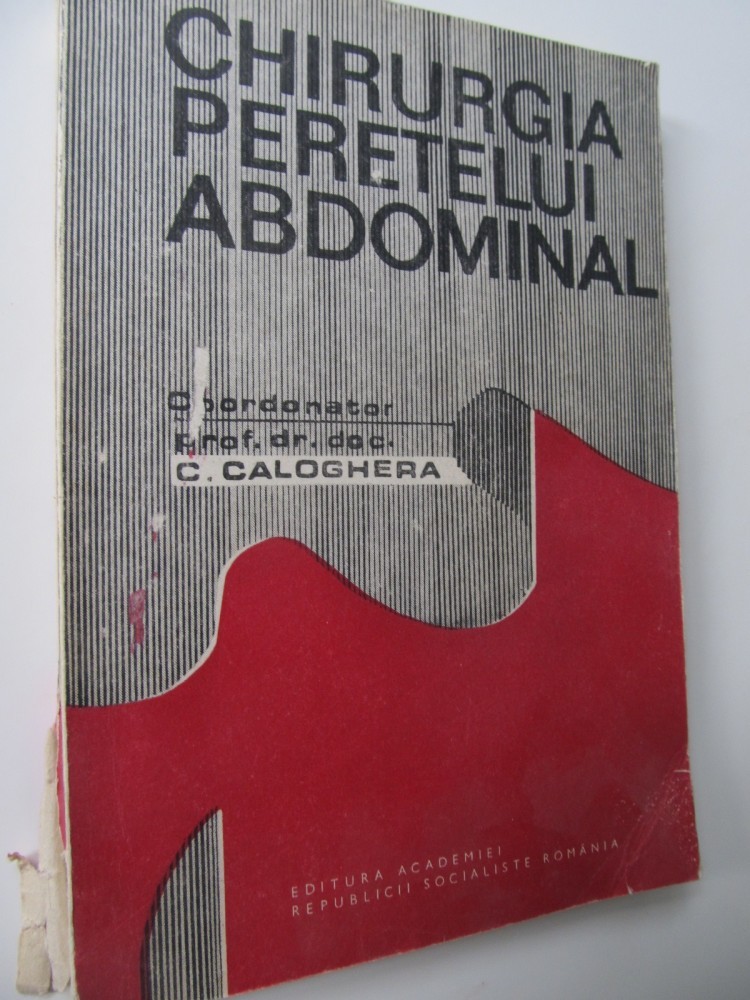 CHIRURGIA
PERETELUI
ABDOMINAL
Coordonator
prof. dr. doc.
C. CALOGHERA
EDITURA ACADEMIEI
REPUBLICII SOCIALISTE ROMÂNIA